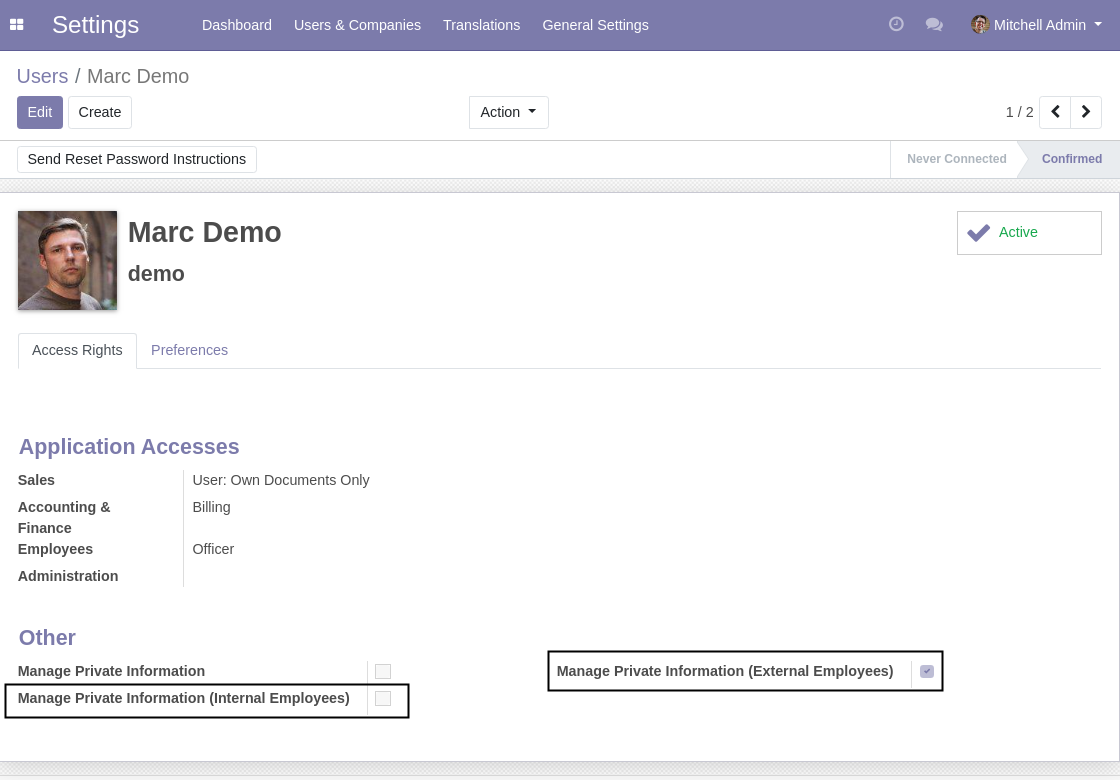 Settings Dashboard Users & Companies Translations General Settings Mitchell Admin
Users / Marc Demo
Edit Create Action 1 / 2
Send Reset Password Instructions Never Connected Confirmed
Marc Demo Active
demo
Access Rights Preferences
Application Accesses
Sales User: Own Documents Only
Accounting & Billing
Finance
Employees Officer
Administration
Other
Manage Private Information Manage Private Information (External Employees)
Manage Private Information (Internal Employees)